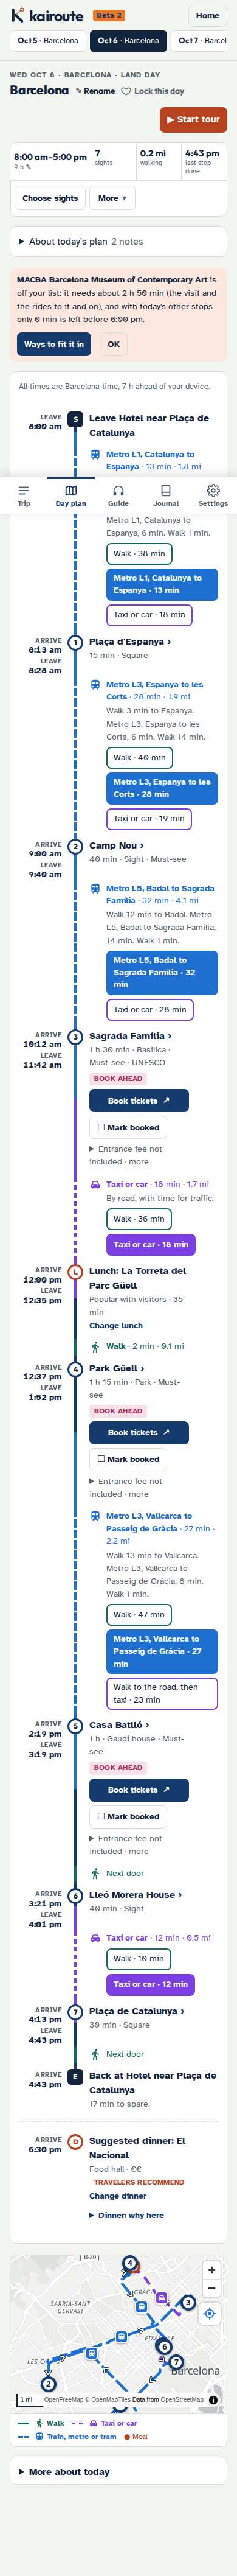 kairoute Beta 2 Home
Oct 5 · Barcelona Oct 6 · Barcelona Oct 7 · Barcel
WED OCT 6 · BARCELONA · LAND DAY
Barcelona ✎ Rename Lock this day
▶ Start tour
8:00 am–5:00 pm
9 h ✎
7
sights
0.2 mi
walking
4:43 pm
last stop
done
Choose sights More ▾
▶ About today's plan 2 notes
MACBA Barcelona Museum of Contemporary Art is
off your list: it needs about 2 h 50 min (the visit and
the rides to it and on), and with today's other stops
only 0 min is left before 6:00 pm.
Ways to fit it in OK
All times are Barcelona time, 7 h ahead of your device.
LEAVE
8:00 am
S
Leave Hotel near Plaça de
Catalunya
Metro L1, Catalunya to
Espanya · 13 min · 1.8 mi
Trip Day plan Guide Journal Settings
Metro L1, Catalunya to
Espanya, 6 min. Walk 1 min.
Walk · 38 min
Metro L1, Catalunya to
Espanya · 13 min
Taxi or car · 18 min
ARRIVE
8:13 am
LEAVE
8:28 am
1
Plaça d'Espanya ›
15 min · Square
Metro L3, Espanya to les
Corts · 28 min · 1.9 mi
Walk 3 min to Espanya.
Metro L3, Espanya to les
Corts, 6 min. Walk 14 min.
Walk · 40 min
Metro L3, Espanya to les
Corts · 28 min
Taxi or car · 19 min
ARRIVE
9:00 am
LEAVE
9:40 am
2
Camp Nou ›
40 min · Sight · Must-see
Metro L5, Badal to Sagrada
Família · 32 min · 4.1 mi
Walk 12 min to Badal. Metro
L5, Badal to Sagrada Família,
14 min. Walk 1 min.
Metro L5, Badal to
Sagrada Família · 32
min
Taxi or car · 28 min
ARRIVE
10:12 am
LEAVE
11:42 am
3
Sagrada Família ›
1 h 30 min · Basilica ·
Must-see · UNESCO
BOOK AHEAD
Book tickets ↗
☐ Mark booked
▶ Entrance fee not
included · more
Taxi or car · 18 min · 1.7 mi
By road, with time for traffic.
Walk · 36 min
Taxi or car · 18 min
ARRIVE
12:00 pm
LEAVE
12:35 pm
L
Lunch: La Torreta del
Parc Güell
Popular with visitors · 35
min
Change lunch
Walk · 2 min · 0.1 mi
ARRIVE
12:37 pm
LEAVE
1:52 pm
4
Park Güell ›
1 h 15 min · Park · Must-
see
BOOK AHEAD
Book tickets ↗
☐ Mark booked
▶ Entrance fee not
included · more
Metro L3, Vallcarca to
Passeig de Gràcia · 27 min ·
2.2 mi
Walk 13 min to Vallcarca.
Metro L3, Vallcarca to
Passeig de Gràcia, 8 min.
Walk 1 min.
Walk · 47 min
Metro L3, Vallcarca to
Passeig de Gràcia · 27
min
Walk to the road, then
taxi · 23 min
ARRIVE
2:19 pm
LEAVE
3:19 pm
5
Casa Batlló ›
1 h · Gaudí house · Must-
see
BOOK AHEAD
Book tickets ↗
☐ Mark booked
▶ Entrance fee not
included · more
Next door
ARRIVE
3:21 pm
LEAVE
4:01 pm
6
Lleó Morera House ›
40 min · Sight
Taxi or car · 12 min · 0.5 mi
Walk · 10 min
Taxi or car · 12 min
ARRIVE
4:13 pm
LEAVE
4:43 pm
7
Plaça de Catalunya ›
30 min · Square
Next door
ARRIVE
4:43 pm
E
Back at Hotel near Plaça de
Catalunya
17 min to spare.
ARRIVE
6:30 pm
D
Suggested dinner: El
Nacional
Food hall · €€
TRAVELERS RECOMMEND
Change dinner
▶ Dinner: why here
B-20
4
SARRIÀ-SANT
GERVASI
3
6
7
2
Barcelona
+
−
1 mi
OpenFreeMap © OpenMapTiles Data from OpenStreetMap
Walk Taxi or car
Train, metro or tram Meal
▶ More about today